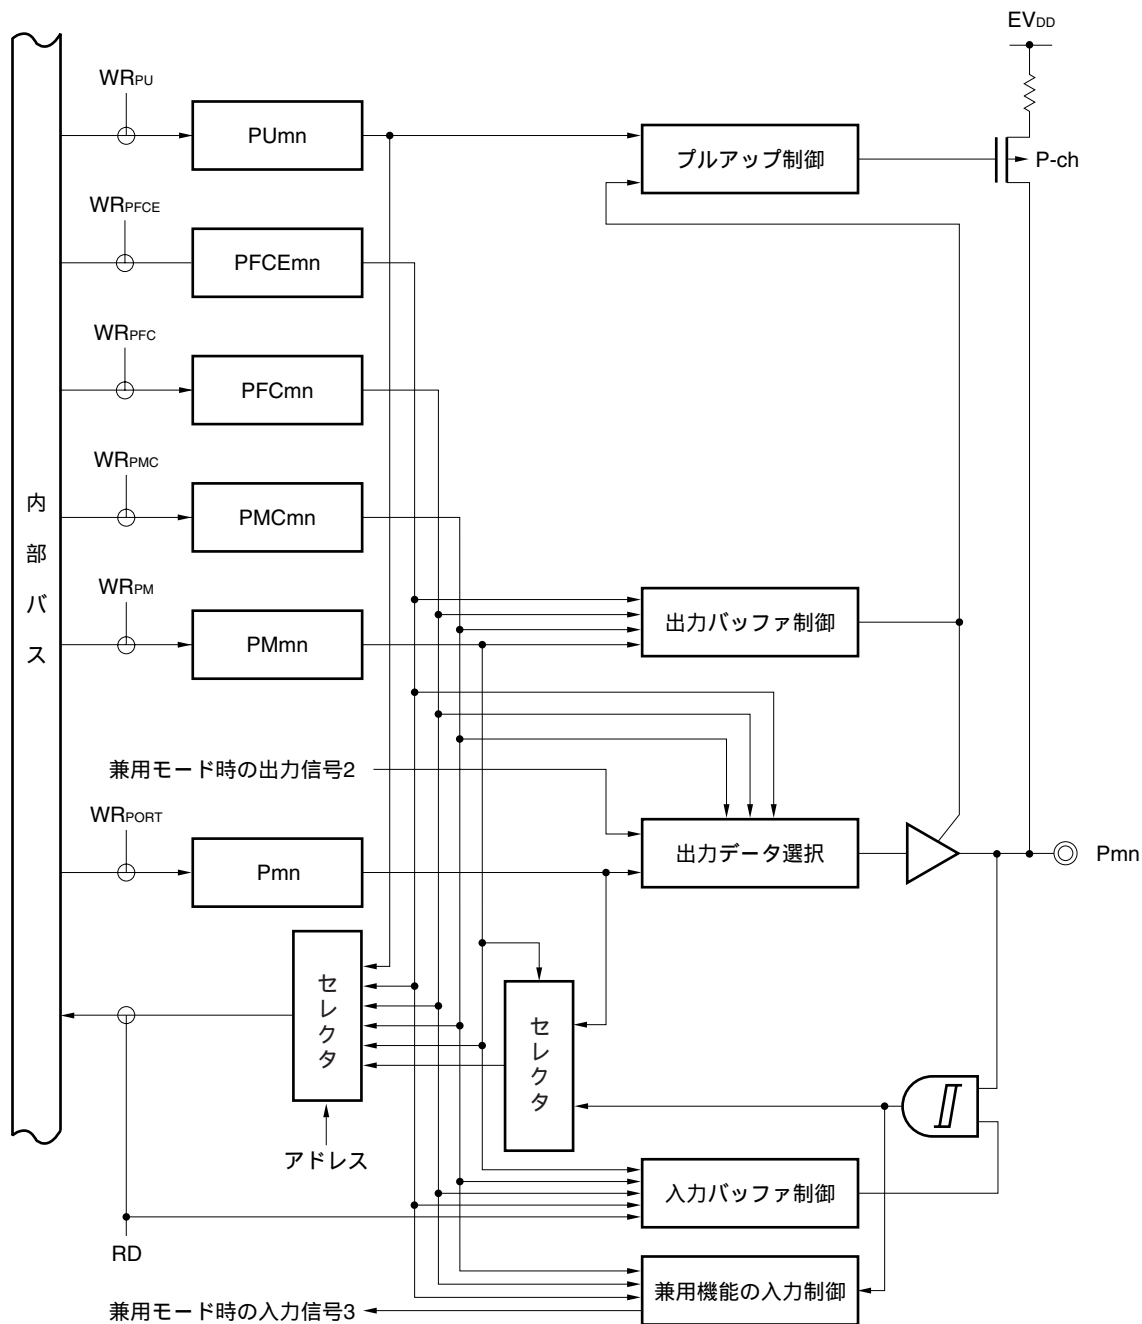 EVDD
WRPU
PUmn
プルアップ制御
P-ch
WRPFCE
PFCEmn
WRPFC
PFCmn
WRPMC
PMCmn
内部バス
WRPM
PMmn
出力バッファ制御
兼用モード時の出力信号2
WRPORT
Pmn
出力データ選択
Pmn
セレクタ
セレクタ
アドレス
入力バッファ制御
RD
兼用機能の入力制御
兼用モード時の入力信号3